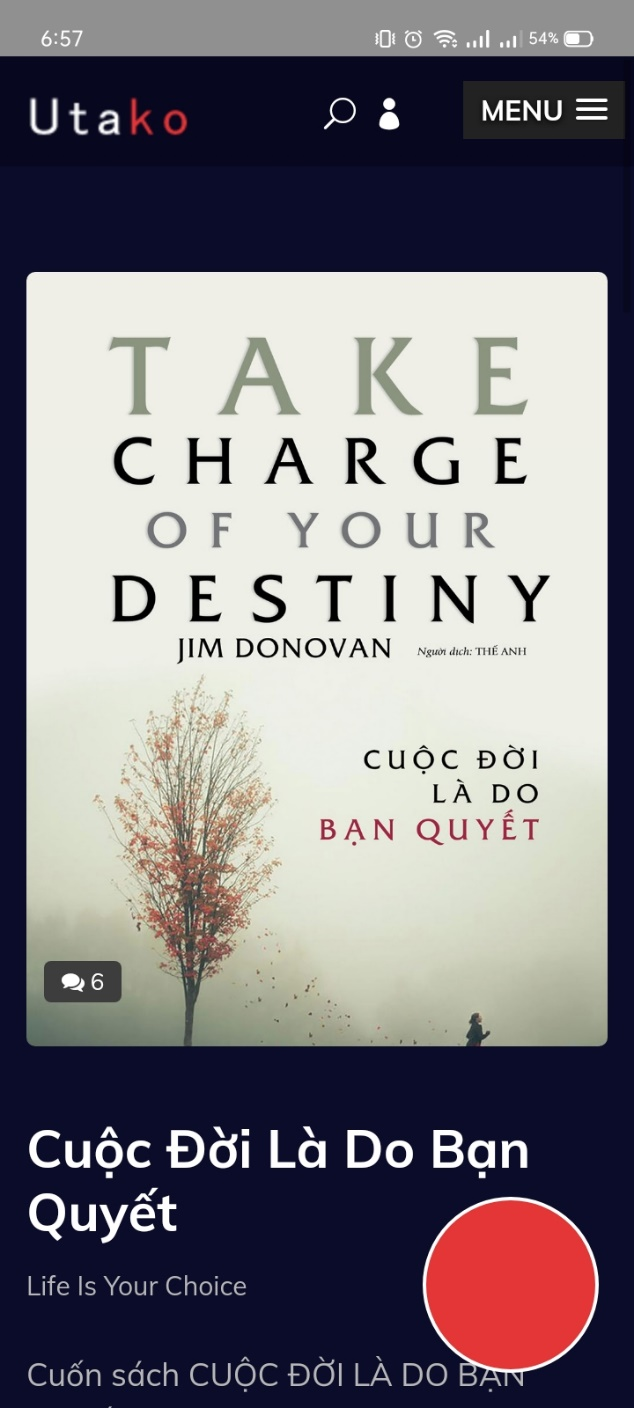 6:57
54%
Utako
MENU
TAKE
CHARGE
OF YOUR
DESTINY
JIM DONOVAN Người dịch: THẾ ANH
CUỘC ĐỜI
LÀ DO
BẠN QUYẾT
6
Cuộc Đời Là Do Bạn
Quyết
Life Is Your Choice
Cuốn sách CUỘC ĐỜI LÀ DO BẠN